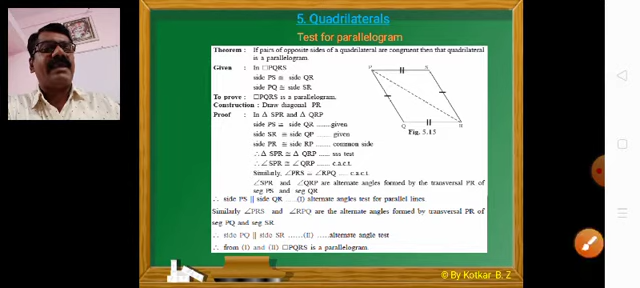 5. Quadrilaterals
Test for parallelogram
Theorem : If pairs of opposite sides of a quadrilateral are congruent then that quadrilateral
is a parallelogram.
Given : In □PQRS
side PS ≅ side QR
side PQ ≅ side SR
To prove : □PQRS is a parallelogram.
Construction : Draw diagonal PR
Proof : In Δ SPR and Δ QRP
side PS ≅ side QR .......given
side SR ≅ side QP ....... given
side PR ≅ side RP ....... common side
∴ Δ SPR ≅ Δ QRP ..... sss test
∴ ∠SPR ≅ ∠QRP ..... c.a.c.t.
Similarly, ∠PRS ≅ ∠RPQ ..... c.a.c.t.
∠SPR and ∠QRP are alternate angles formed by the transversal PR of
seg PS and seg QR
∴ side PS || side QR ......(I) alternate angles test for parallel lines
Similarly ∠PRS and ∠RPQ are the alternate angles formed by transversal PR of
seg PQ and seg SR.
∴ side PQ || side SR ......(II) .....alternate angle test
∴ from (I) and (II) □PQRS is a parallelogram.
P
S
Q
R
Fig. 5.15
© By Kotkar B. Z